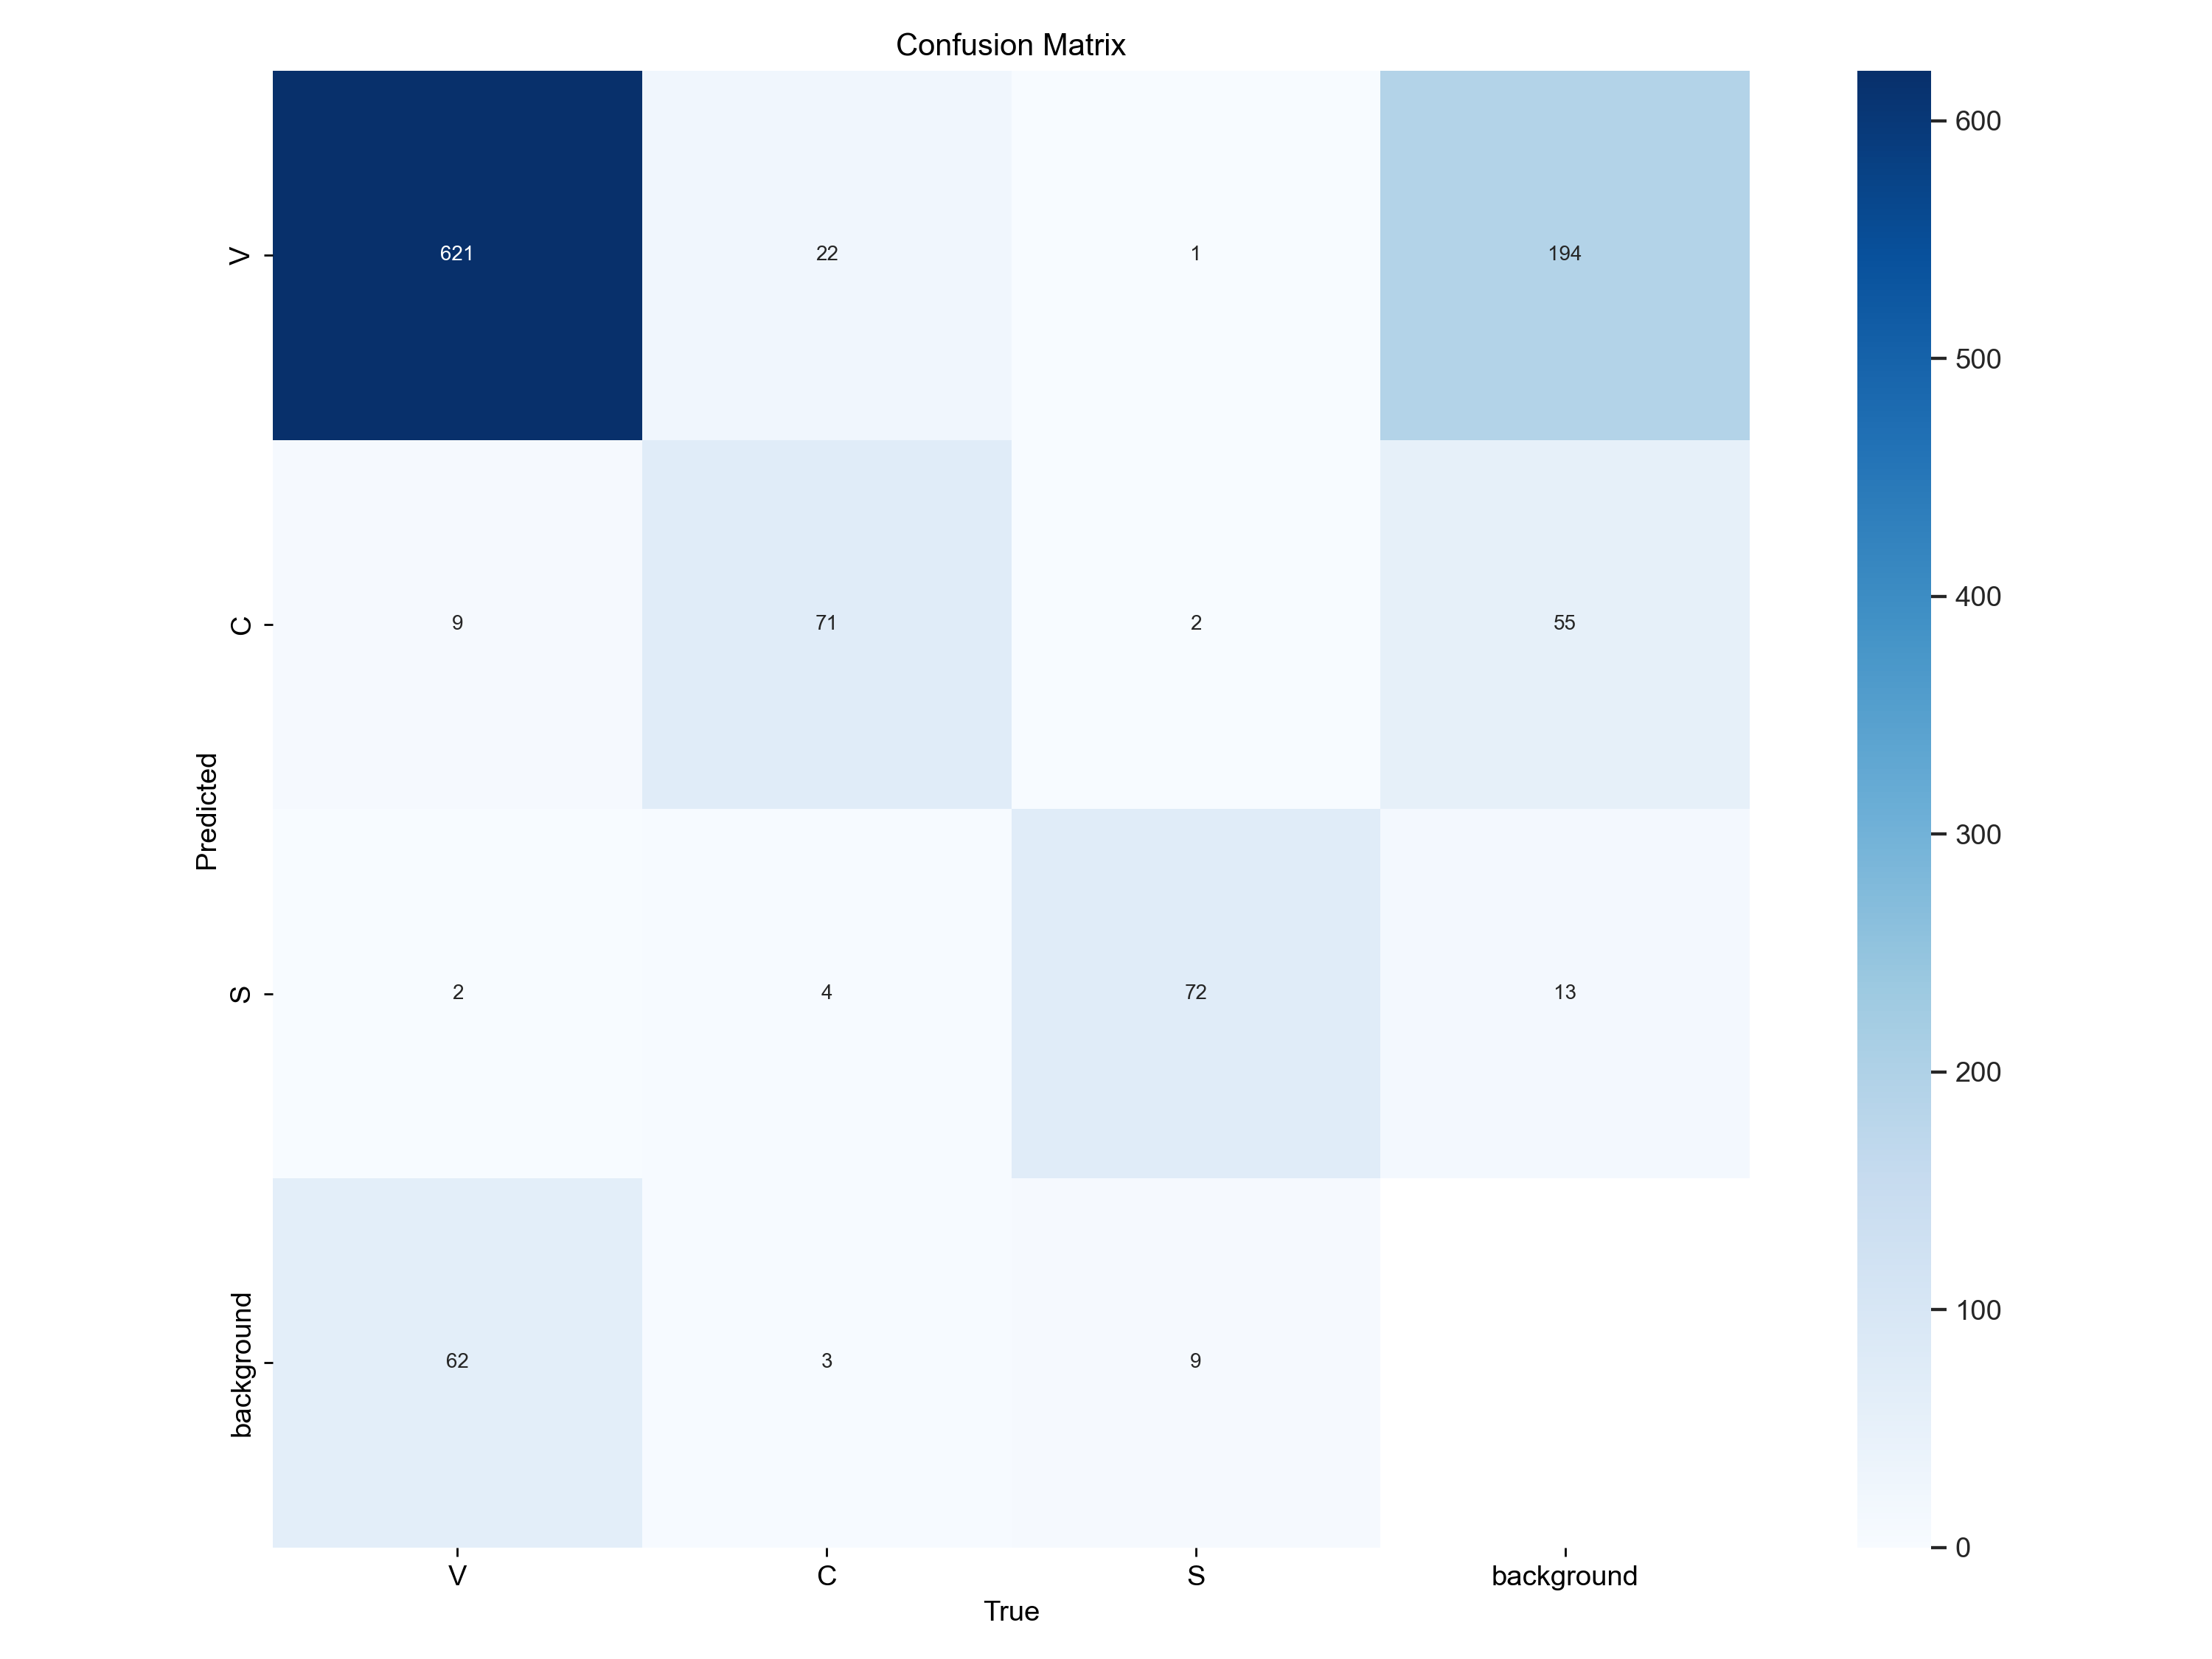 Confusion Matrix
V 621 22 1 194
C 9 71 2 55
S 2 4 72 13
background 62 3 9
V C S background
True
Predicted
600
500
400
300
200
100
0